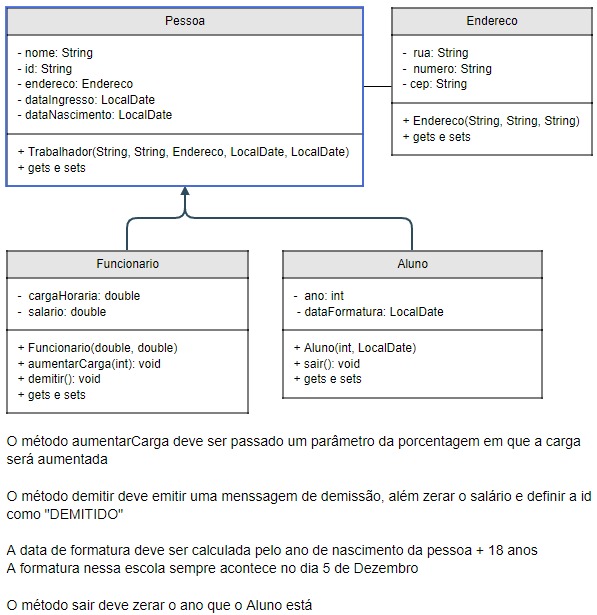 Pessoa
- nome: String
- id: String
- endereco: Endereco
- dataIngresso: LocalDate
- dataNascimento: LocalDate
+ Trabalhador(String, String, Endereco, LocalDate, LocalDate)
+ gets e sets
Endereco
- rua: String
- numero: String
- cep: String
+ Endereco(String, String, String)
+ gets e sets
Funcionario
- cargaHoraria: double
- salario: double
+ Funcionario(double, double)
+ aumentarCarga(int): void
+ demitir(): void
+ gets e sets
Aluno
- ano: int
- dataFormatura: LocalDate
+ Aluno(int, LocalDate)
+ sair(): void
+ gets e sets
O método aumentarCarga deve ser passado um parâmetro da porcentagem em que a carga
será aumentada
O método demitir deve emitir uma menssagem de demissão, além zerar o salário e definir a id
como "DEMITIDO"
A data de formatura deve ser calculada pelo ano de nascimento da pessoa + 18 anos
A formatura nessa escola sempre acontece no dia 5 de Dezembro
O método sair deve zerar o ano que o Aluno está